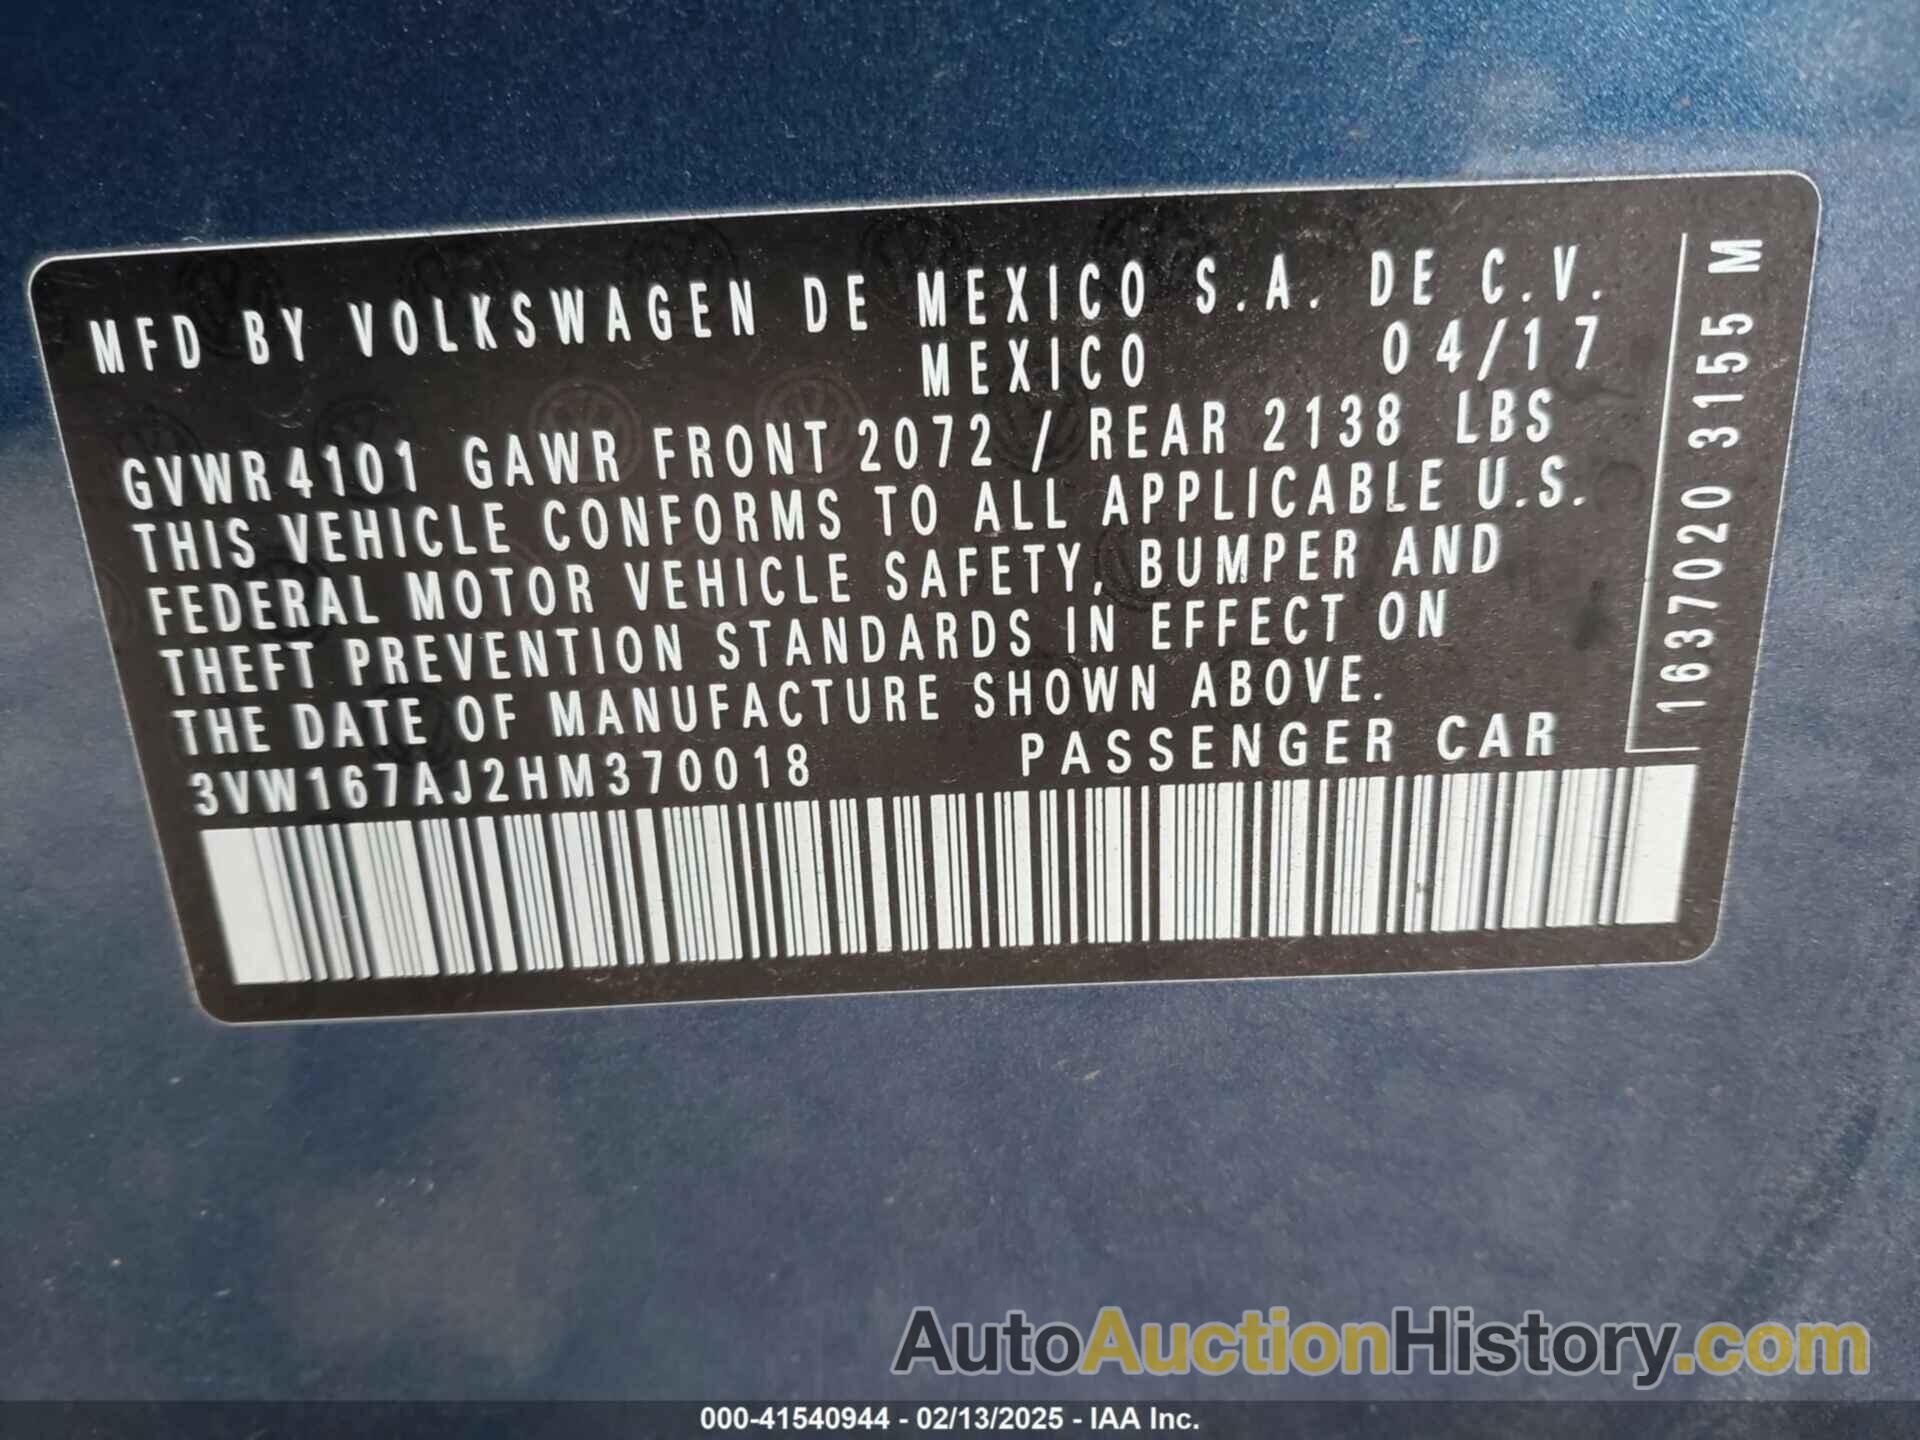 MFD BY VOLKSWAGEN DE MEXICO S.A. DE C.V.
MEXICO 04/17
GVWR 4101 GAWR FRONT 2072 / REAR 2138 LBS
THIS VEHICLE CONFORMS TO ALL APPLICABLE U.S.
FEDERAL MOTOR VEHICLE SAFETY, BUMPER AND
THEFT PREVENTION STANDARDS IN EFFECT ON
THE DATE OF MANUFACTURE SHOWN ABOVE.
3VW167AJ2HM370018 PASSENGER CAR
1637020 3155 M
AutoAuctionHistory.com
000-41540944 - 02/13/2025 - IAA Inc.